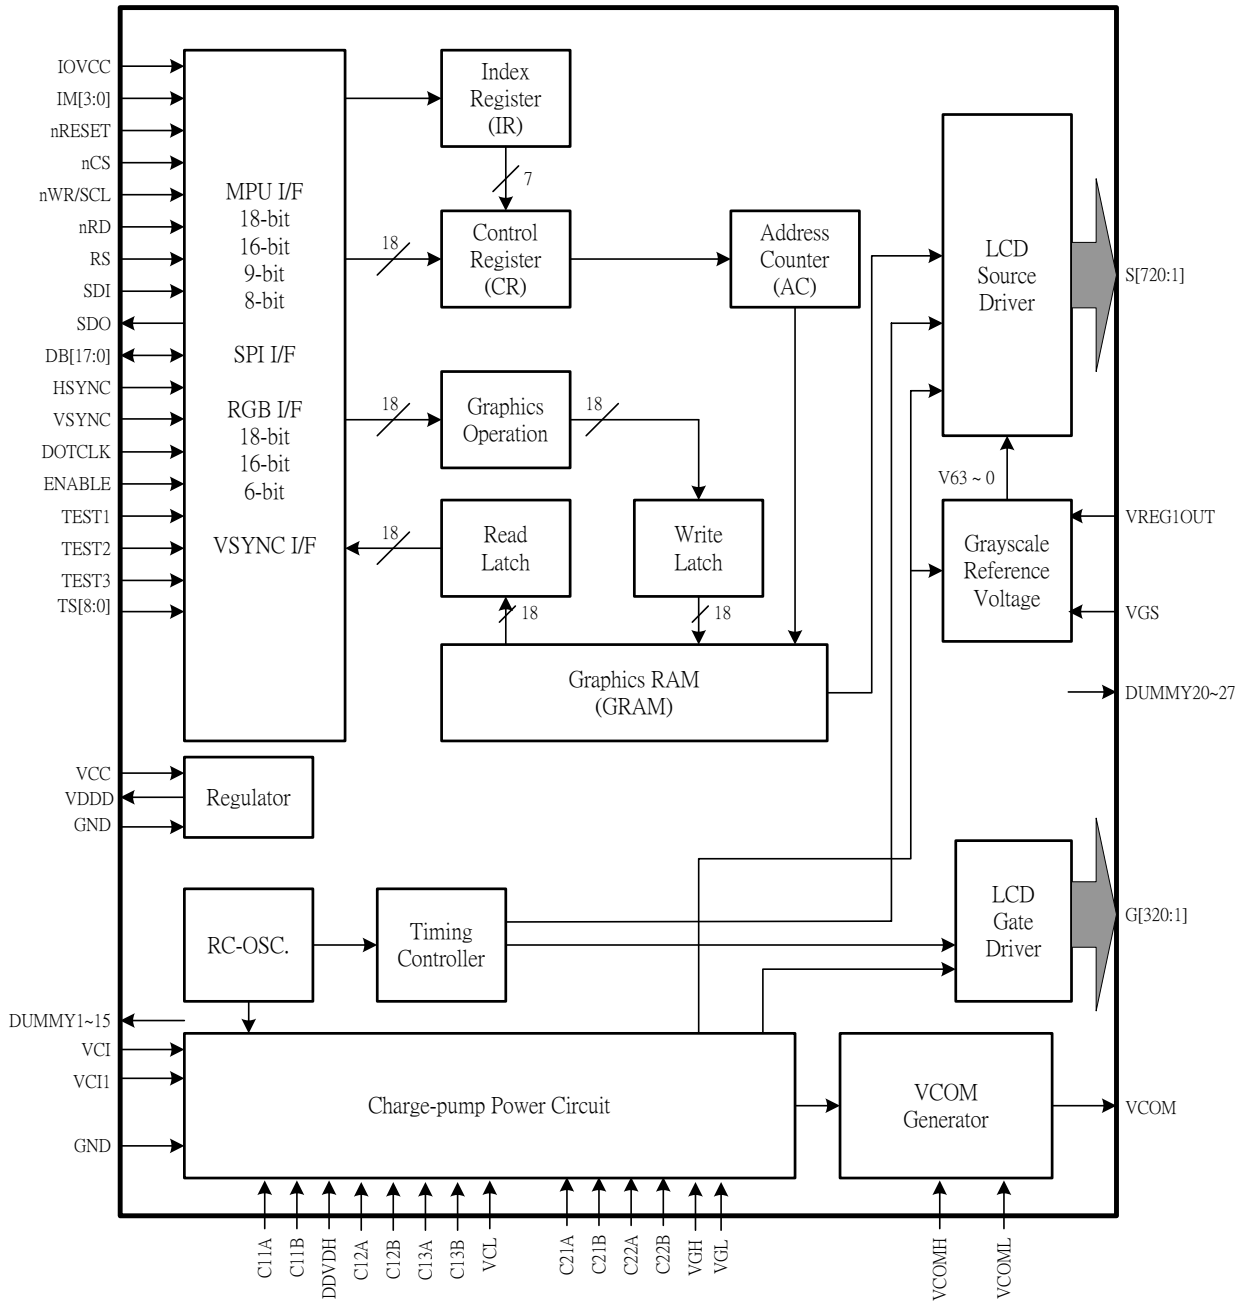 IOVCC
IM[3:0]
nRESET
nCS
nWR/SCL
nRD
RS
SDI
SDO
DB[17:0]
HSYNC
VSYNC
DOTCLK
ENABLE
TEST1
TEST2
TEST3
TS[8:0]
MPU I/F
18-bit
16-bit
9-bit
8-bit
SPI I/F
RGB I/F
18-bit
16-bit
6-bit
VSYNC I/F
Index
Register
(IR)
7
18
Control
Register
(CR)
Address
Counter
(AC)
18
Graphics
Operation
18
18
Read
Latch
Write
Latch
18
18
Graphics RAM
(GRAM)
LCD
Source
Driver
S[720:1]
V63 ~ 0
Grayscale
Reference
Voltage
VREG1OUT
VGS
DUMMY20~27
VCC
VDDD
GND
Regulator
RC-OSC.
Timing
Controller
LCD
Gate
Driver
G[320:1]
DUMMY1~15
VCI
VCI1
GND
Charge-pump Power Circuit
VCOM
Generator
VCOM
C11A
C11B
DDVDH
C12A
C12B
C13A
C13B
VCL
C21A
C21B
C22A
C22B
VGH
VGL
VCOMH
VCOML